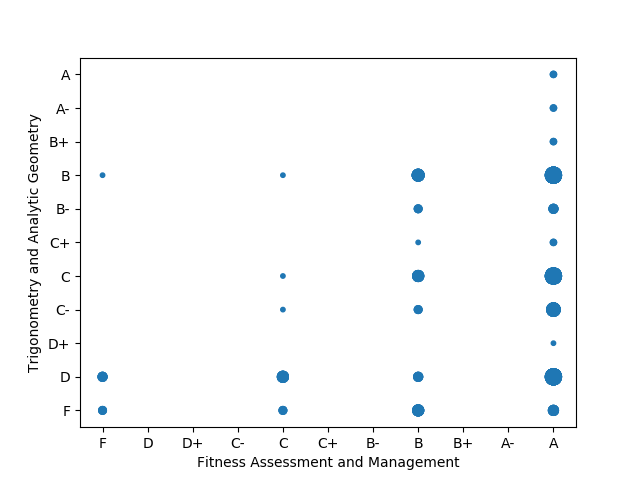 A
A-
B+
B
B-
C+
C
C-
D+
D
F
Trigonometry and Analytic Geometry
F D D+ C- C C+ B- B B+ A- A
Fitness Assessment and Management